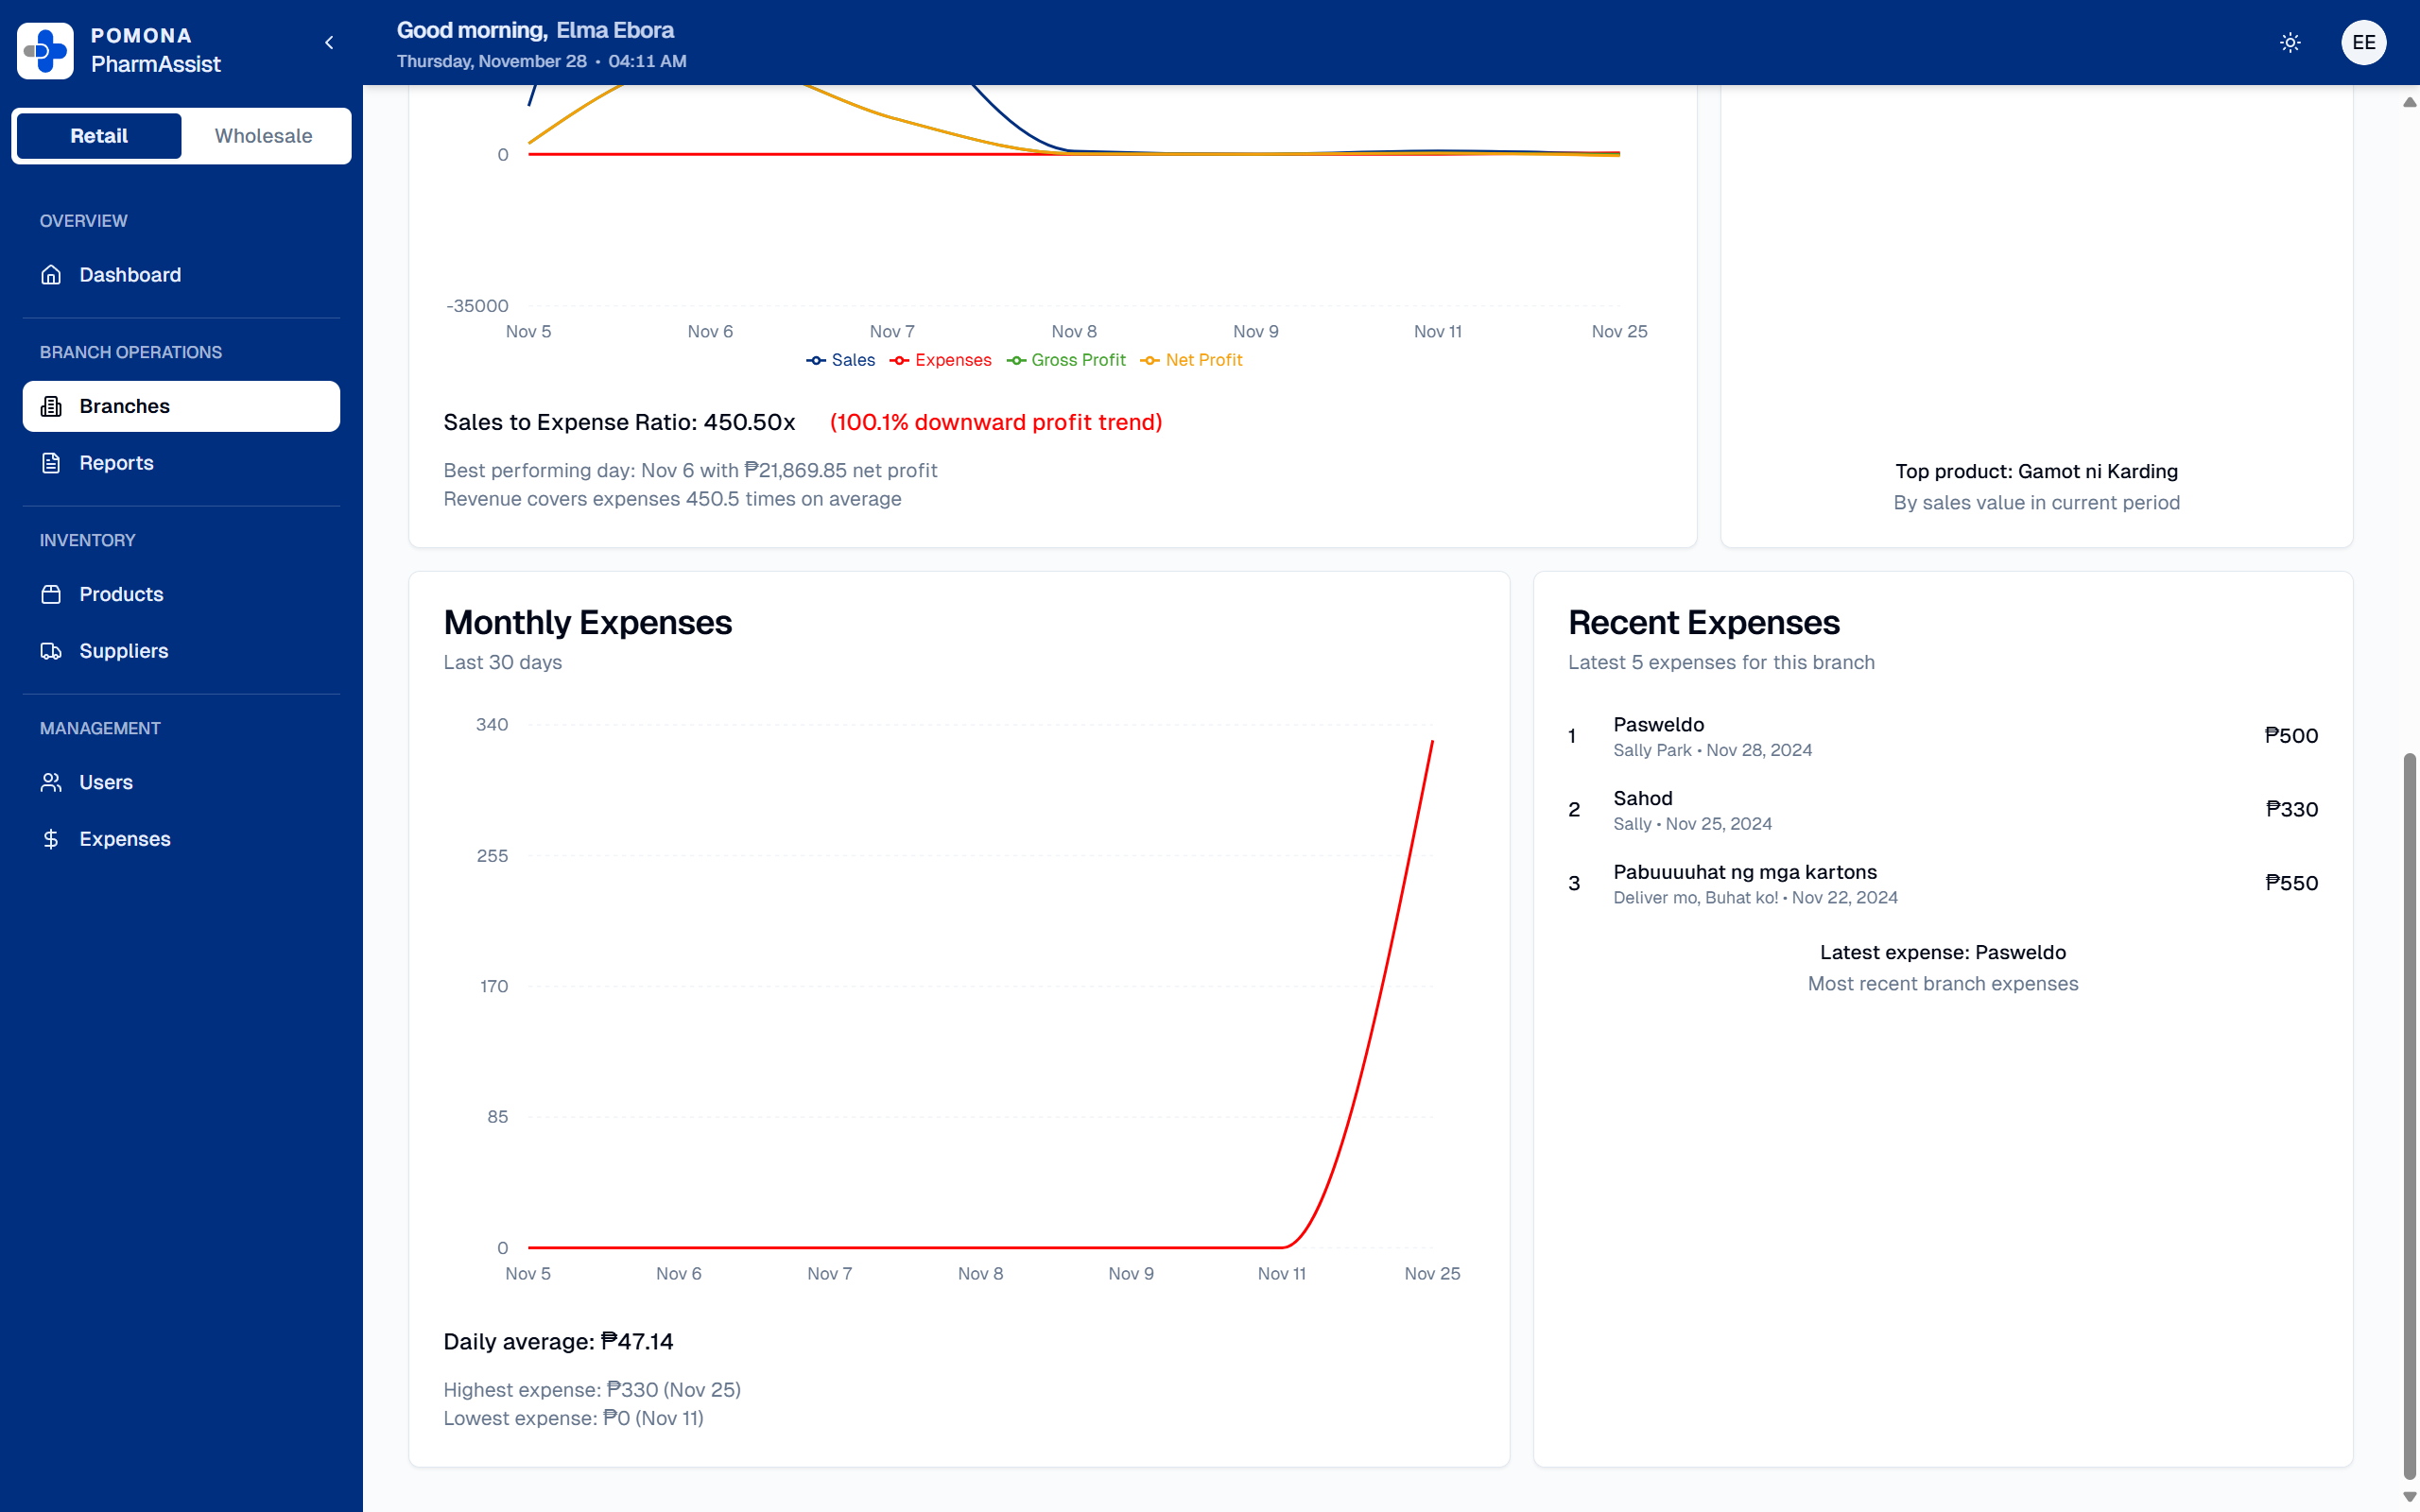 POMONA
PharmAssist
Good morning, Elma Ebora
Thursday, November 28 • 04:11 AM
EE
Retail
Wholesale
OVERVIEW
Dashboard
BRANCH OPERATIONS
Branches
Reports
INVENTORY
Products
Suppliers
MANAGEMENT
Users
Expenses
0
-35000
Nov 5
Nov 6
Nov 7
Nov 8
Nov 9
Nov 11
Nov 25
Sales
Expenses
Gross Profit
Net Profit
Sales to Expense Ratio: 450.50x (100.1% downward profit trend)
Best performing day: Nov 6 with ₱21,869.85 net profit
Revenue covers expenses 450.5 times on average
Top product: Gamot ni Karding
By sales value in current period
Monthly Expenses
Last 30 days
340
255
170
85
0
Nov 5
Nov 6
Nov 7
Nov 8
Nov 9
Nov 11
Nov 25
Daily average: ₱47.14
Highest expense: ₱330 (Nov 25)
Lowest expense: ₱0 (Nov 11)
Recent Expenses
Latest 5 expenses for this branch
1
Pasweldo
Sally Park • Nov 28, 2024
₱500
2
Sahod
Sally • Nov 25, 2024
₱330
3
Pabuuuuhat ng mga kartons
Deliver mo, Buhat ko! • Nov 22, 2024
₱550
Latest expense: Pasweldo
Most recent branch expenses